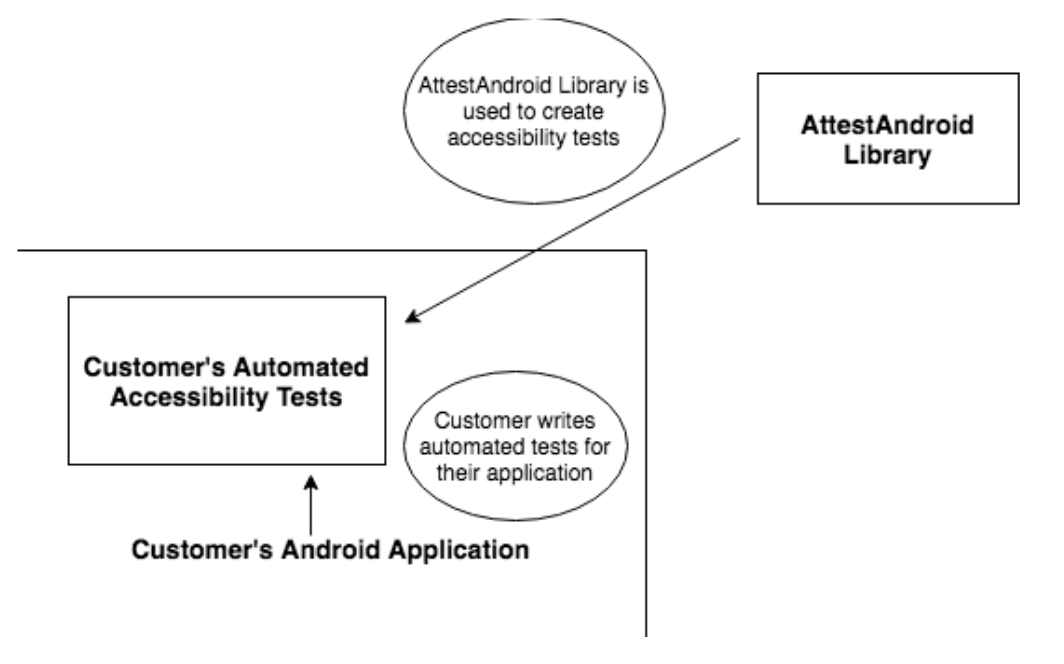 AttestAndroid Library is
used to create
accessibility tests
AttestAndroid
Library
Customer's Automated
Accessibility Tests
Customer writes
automated tests for
their application
Customer's Android Application